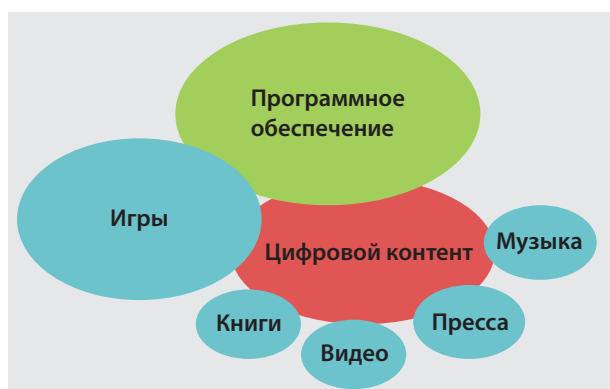 Программное
обеспечение
Игры
Цифровой контент
Музыка
Книги
Пресса
Видео